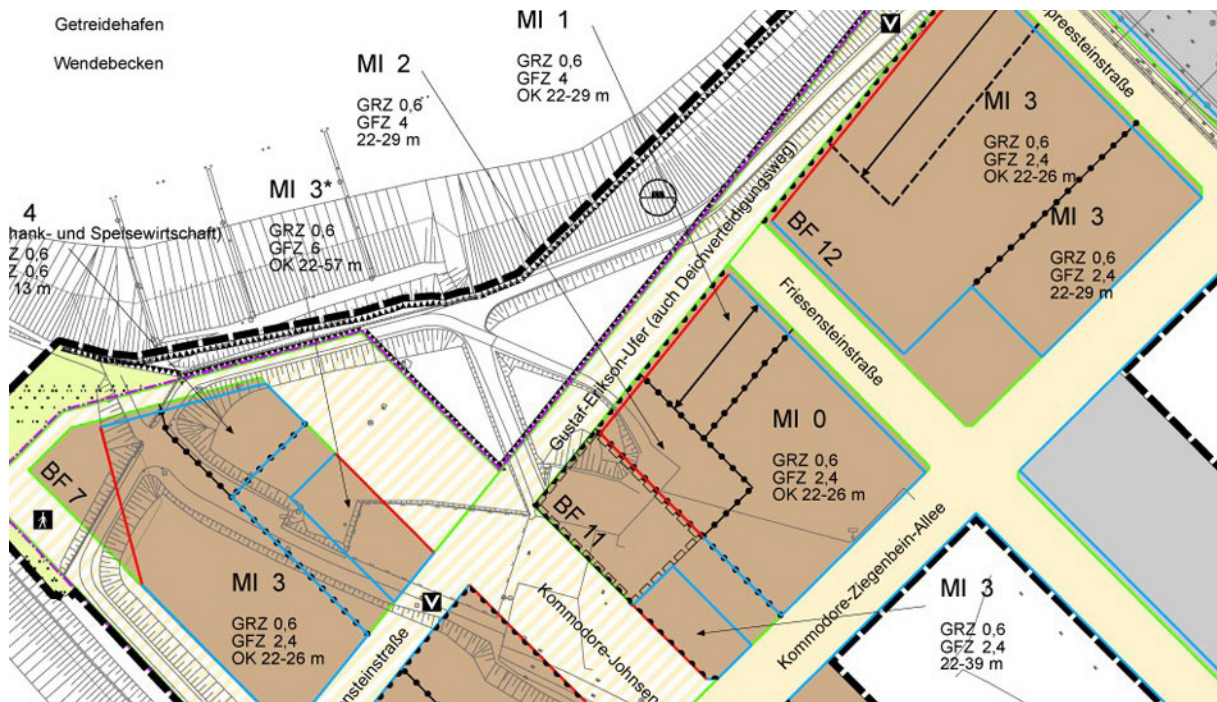 Getreidehafen
Wendebecken
MI 1
GRZ 0,6
GFZ 4
OK 22-29 m
MI 2
GRZ 0,6
GFZ 4
22-29 m
MI 3*
GRZ 0,6
GFZ 6
OK 22-57 m
4
hank- und Speisewirtschaft)
Z 0,6
Z 0,6
13 m
MI 3
GRZ 0,6
GFZ 2,4
OK 22-26 m
MI 3
GRZ 0,6
GFZ 2,4
22-29 m
BF 12
preesteinstraße
Friesensteinstraße
Gustaf-Erikson-Ufer (auch Deichverteidigungsweg)
MI 0
GRZ 0,6
GFZ 2,4
OK 22-26 m
BF 11
BF 7
MI 3
GRZ 0,6
GFZ 2,4
OK 22-26 m
ensteinstraße
Kommodore-Johnsen
Kommodore-Ziegenbein-Allee
MI 3
GRZ 0,6
GFZ 2,4
22-39 m
V
V